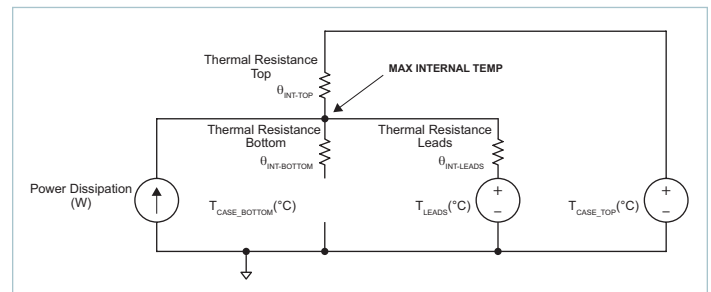 Thermal Resistance
Top
θINT-TOP
MAX INTERNAL TEMP
Thermal Resistance
Bottom
θINT-BOTTOM
Thermal Resistance
Leads
θINT-LEADS
Power Dissipation
(W)
TCASE_BOTTOM(°C)
TLEADS(°C)
TCASE_TOP(°C)
+
–
+
–